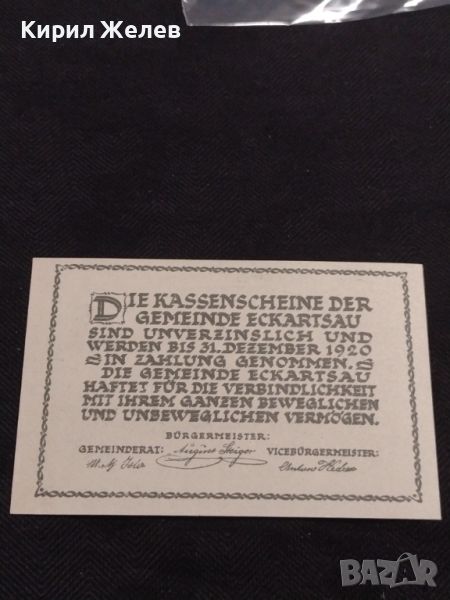 Кирил Желев
DIE KASSENSCHEINE DER
GEMEINDE ECKARTSAU
SIND UNVERZINSLICH UND
WERDEN BIS 31. DEZEMBER 1920
IN ZAHLUNG GENOMMEN.
DIE GEMEINDE ECKARTSAU
HAFTET FÜR DIE VERBINDLICHKEIT
MIT IHREM GANZEN BEWEGLICHEN
UND UNBEWEGLICHEN VERMÖGEN.
BÜRGERMEISTER:
GEMEINDERAT: VICEBÜRGERMEISTER:
BAZAR